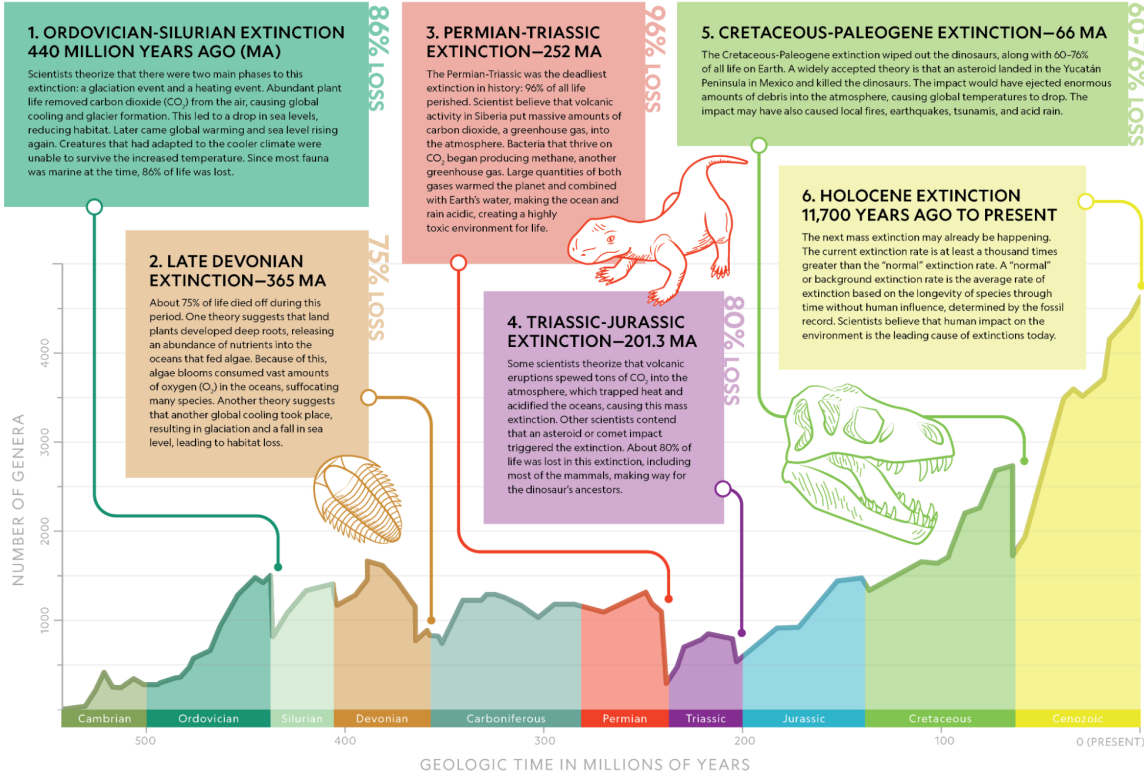 1. ORDOVICIAN-SILURIAN EXTINCTION
440 MILLION YEARS AGO (MA)
Scientists theorize that there were two main phases to this
extinction: a glaciation event and a heating event. Abundant plant
life removed carbon dioxide (CO₂) from the air, causing global
cooling and glacier formation. This led to a drop in sea levels,
reducing habitat. Later came global warming and sea level rising
again. Creatures that had adapted to the cooler climate were
unable to survive the increased temperature. Since most fauna
was marine at the time, 86% of life was lost.
86% LOSS
2. LATE DEVONIAN
EXTINCTION—365 MA
About 75% of life died off during this
period. One theory suggests that land
plants developed deep roots, releasing
an abundance of nutrients into the
oceans that fed algae. Because of this,
algae blooms consumed vast amounts
of oxygen (O₂) in the oceans, suffocating
many species. Another theory suggests
that another global cooling took place,
resulting in glaciation and a fall in sea
level, leading to habitat loss.
75% LOSS
3. PERMIAN-TRIASSIC
EXTINCTION—252 MA
The Permian-Triassic was the deadliest
extinction in history: 96% of all life
perished. Scientist believe that volcanic
activity in Siberia put massive amounts of
carbon dioxide, a greenhouse gas, into
the atmosphere. Bacteria that thrive on
CO₂ began producing methane, another
greenhouse gas. Large quantities of both
gases warmed the planet and combined
with Earth's water, making the ocean and
rain acidic, creating a highly
toxic environment for life.
96% LOSS
4. TRIASSIC-JURASSIC
EXTINCTION—201.3 MA
Some scientists theorize that volcanic
eruptions spewed tons of CO₂ into the
atmosphere, which trapped heat and
acidified the oceans, causing this mass
extinction. Other scientists contend
that an asteroid or comet impact
triggered the extinction. About 80% of
life was lost in this extinction, including
most of the mammals, making way for
the dinosaur's ancestors.
80% LOSS
5. CRETACEOUS-PALEOGENE EXTINCTION—66 MA
The Cretaceous-Paleogene extinction wiped out the dinosaurs, along with 60–76%
of all life on Earth. A widely accepted theory is that an asteroid landed in the Yucatán
Peninsula in Mexico and killed the dinosaurs. The impact would have ejected enormous
amounts of debris into the atmosphere, causing global temperatures to drop. The
impact may have also caused local fires, earthquakes, tsunamis, and acid rain.
60-76% LOSS
6. HOLOCENE EXTINCTION
11,700 YEARS AGO TO PRESENT
The next mass extinction may already be happening.
The current extinction rate is at least a thousand times
greater than the "normal" extinction rate. A "normal"
or background extinction rate is the average rate of
extinction based on the longevity of species through
time without human influence, determined by the fossil
record. Scientists believe that human impact on the
environment is the leading cause of extinctions today.
NUMBER OF GENERA
4000
3000
2000
1000
Cambrian
Ordovician
Silurian
Devonian
Carboniferous
Permian
Triassic
Jurassic
Cretaceous
Cenozoic
500
400
300
200
100
0 (PRESENT)
GEOLOGIC TIME IN MILLIONS OF YEARS